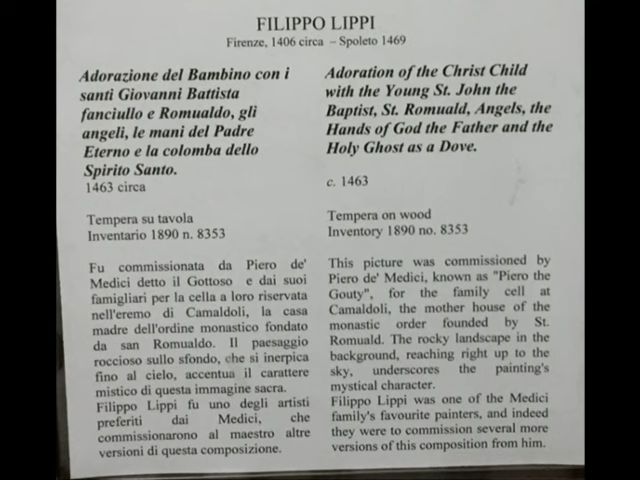 FILIPPO LIPPI
Firenze, 1406 circa – Spoleto 1469
Adorazione del Bambino con i
santi Giovanni Battista
fanciullo e Romualdo, gli
angeli, le mani del Padre
Eterno e la colomba dello
Spirito Santo.
1463 circa
Tempera su tavola
Inventario 1890 n. 8353
Fu commissionata da Piero de'
Medici detto il Gottoso e dai suoi
famigliari per la cella a loro riservata
nell'eremo di Camaldoli, la casa
madre dell'ordine monastico fondato
da san Romualdo. Il paesaggio
roccioso sullo sfondo, che si inerpica
fino al cielo, accentua il carattere
mistico di questa immagine sacra.
Filippo Lippi fu uno degli artisti
preferiti dai Medici, che
commissionarono al maestro altre
versioni di questa composizione.
Adoration of the Christ Child
with the Young St. John the
Baptist, St. Romuald, Angels, the
Hands of God the Father and the
Holy Ghost as a Dove.
c. 1463
Tempera on wood
Inventory 1890 no. 8353
This picture was commissioned by
Piero de' Medici, known as "Piero the
Gouty", for the family cell at
Camaldoli, the mother house of the
monastic order founded by St.
Romuald. The rocky landscape in the
background, reaching right up to the
sky, underscores the painting's
mystical character.
Filippo Lippi was one of the Medici
family's favourite painters, and indeed
they were to commission several more
versions of this composition from him.